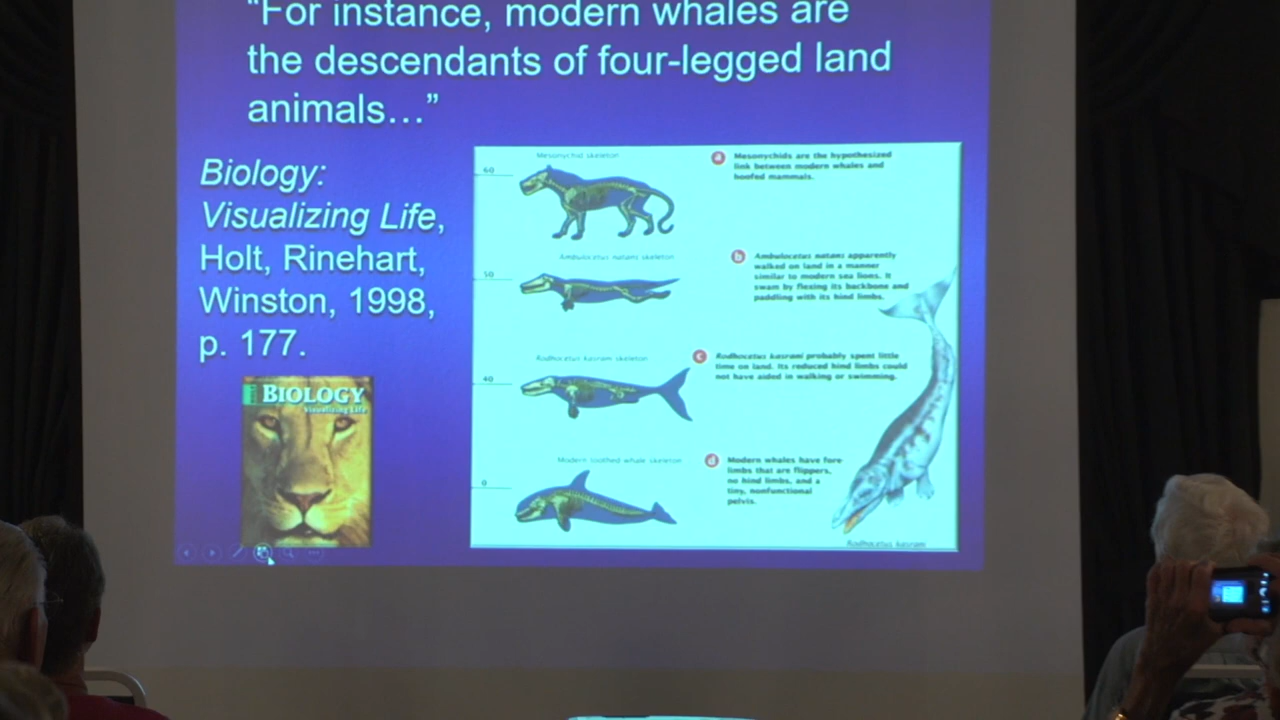 "For instance, modern whales are
the descendants of four-legged land
animals…"
Biology:
Visualizing Life,
Holt, Rinehart,
Winston, 1998,
p. 177.
BIOLOGY
Visualizing Life
Mesonychid skeleton
60
a Mesonychids are the hypothesized
link between modern whales and
hoofed mammals.
Ambulocetus natans skeleton
50
b Ambulocetus natans apparently
walked on land in a manner
similar to modern sea lions. It
swam by flexing its backbone and
paddling with its hind limbs.
Rodhocetus kasrani skeleton
40
c Rodhocetus kasrani probably spent little
time on land. Its reduced hind limbs could
not have aided in walking or swimming.
Modern toothed whale skeleton
0
d Modern whales have fore
limbs that are flippers,
no hind limbs, and a
tiny, nonfunctional
pelvis.
Rodhocetus kasrani